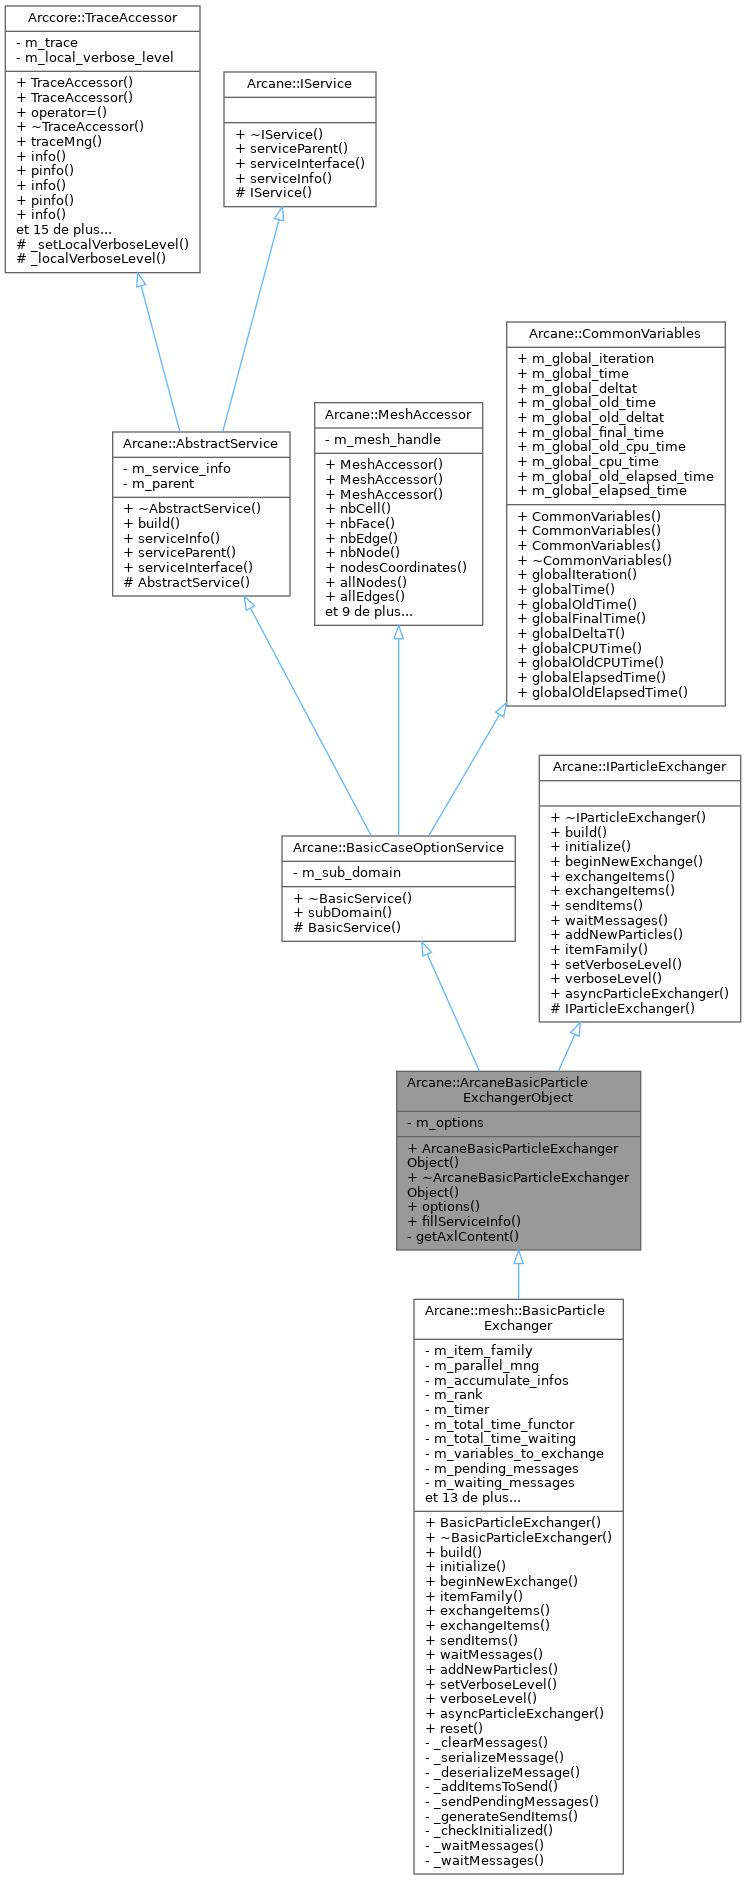 Arccore::TraceAccessor
- m_trace
- m_local_verbose_level
+ TraceAccessor()
+ TraceAccessor()
+ operator=()
+ ~TraceAccessor()
+ traceMng()
+ info()
+ pinfo()
+ info()
+ pinfo()
+ info()
et 15 de plus...
# _setLocalVerboseLevel()
# _localVerboseLevel()
Arcane::IService
+ ~IService()
+ serviceParent()
+ serviceInterface()
+ serviceInfo()
# IService()
Arcane::CommonVariables
+ m_global_iteration
+ m_global_time
+ m_global_deltat
+ m_global_old_time
+ m_global_old_deltat
+ m_global_final_time
+ m_global_old_cpu_time
+ m_global_cpu_time
+ m_global_old_elapsed_time
+ m_global_elapsed_time
+ CommonVariables()
+ CommonVariables()
+ CommonVariables()
+ ~CommonVariables()
+ globalIteration()
+ globalTime()
+ globalOldTime()
+ globalFinalTime()
+ globalDeltaT()
+ globalCPUTime()
+ globalOldCPUTime()
+ globalElapsedTime()
+ globalOldElapsedTime()
Arcane::MeshAccessor
- m_mesh_handle
+ MeshAccessor()
+ MeshAccessor()
+ MeshAccessor()
+ nbCell()
+ nbFace()
+ nbEdge()
+ nbNode()
+ nodesCoordinates()
+ allNodes()
+ allEdges()
et 9 de plus...
Arcane::AbstractService
- m_service_info
- m_parent
+ ~AbstractService()
+ build()
+ serviceInfo()
+ serviceParent()
+ serviceInterface()
# AbstractService()
Arcane::IParticleExchanger
+ ~IParticleExchanger()
+ build()
+ initialize()
+ beginNewExchange()
+ exchangeItems()
+ exchangeItems()
+ sendItems()
+ waitMessages()
+ addNewParticles()
+ itemFamily()
+ setVerboseLevel()
+ verboseLevel()
+ asyncParticleExchanger()
# IParticleExchanger()
Arcane::BasicCaseOptionService
- m_sub_domain
+ ~BasicService()
+ subDomain()
# BasicService()
Arcane::ArcaneBasicParticle
ExchangerObject
- m_options
+ ArcaneBasicParticleExchanger
Object()
+ ~ArcaneBasicParticleExchanger
Object()
+ options()
+ fillServiceInfo()
- getAxlContent()
Arcane::mesh::BasicParticle
Exchanger
- m_item_family
- m_parallel_mng
- m_accumulate_infos
- m_rank
- m_timer
- m_total_time_functor
- m_total_time_waiting
- m_variables_to_exchange
- m_pending_messages
- m_waiting_messages
et 13 de plus...
+ BasicParticleExchanger()
+ ~BasicParticleExchanger()
+ build()
+ initialize()
+ beginNewExchange()
+ itemFamily()
+ exchangeItems()
+ exchangeItems()
+ sendItems()
+ waitMessages()
+ addNewParticles()
+ setVerboseLevel()
+ verboseLevel()
+ asyncParticleExchanger()
+ reset()
- _clearMessages()
- _serializeMessage()
- _deserializeMessage()
- _addItemsToSend()
- _sendPendingMessages()
- _generateSendItems()
- _checkInitialized()
- _waitMessages()
- _waitMessages()